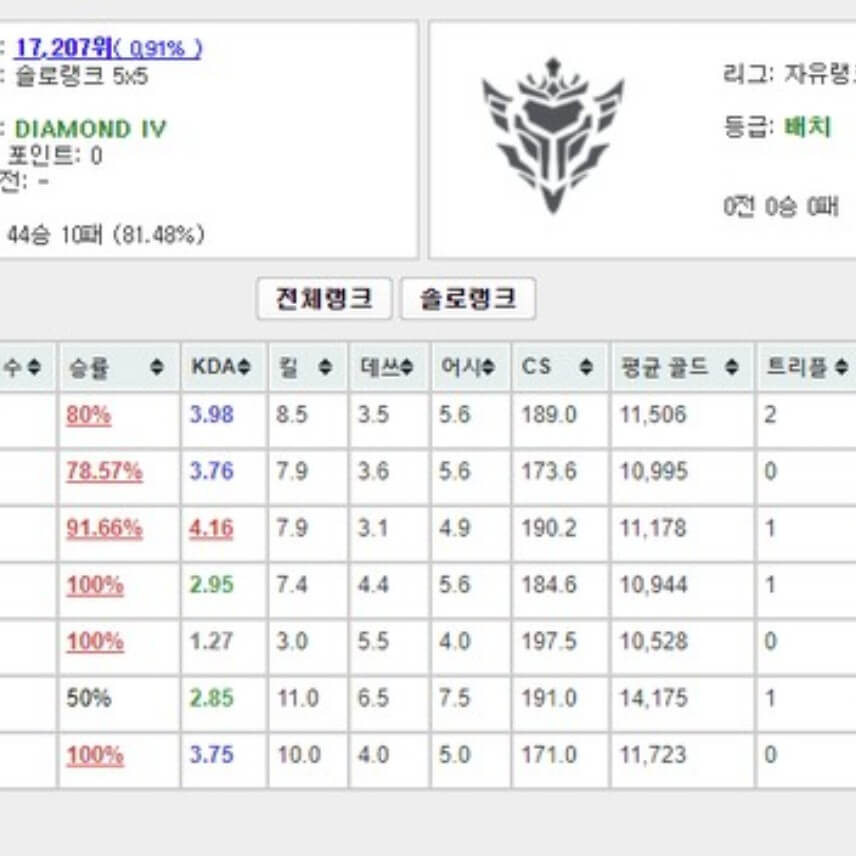 : 17,207위( 0.91% )
: 솔로랭크 5x5
: DIAMOND IV
포인트: 0
전: -
44승 10패 (81.48%)
리그: 자유랭크
등급: 배치
0전 0승 0패
전체랭크 솔로랭크
수 승률 KDA 킬 데쓰 어시 CS 평균 골드 트리플
80% 3.98 8.5 3.5 5.6 189.0 11,506 2
78.57% 3.76 7.9 3.6 5.6 173.6 10,995 0
91.66% 4.16 7.9 3.1 4.9 190.2 11,178 1
100% 2.95 7.4 4.4 5.6 184.6 10,944 1
100% 1.27 3.0 5.5 4.0 197.5 10,528 0
50% 2.85 11.0 6.5 7.5 191.0 14,175 1
100% 3.75 10.0 4.0 5.0 171.0 11,723 0